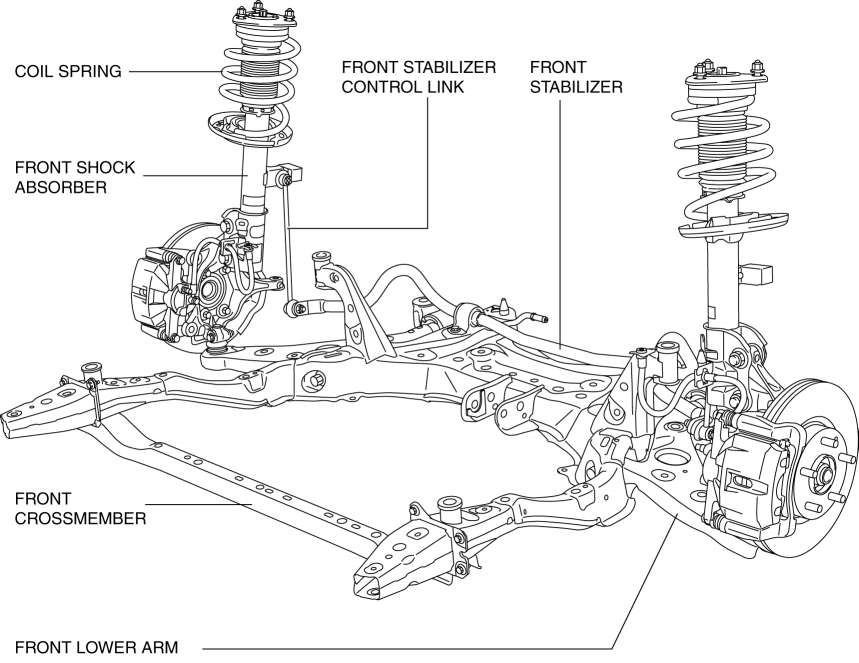 COIL SPRING
FRONT STABILIZER
CONTROL LINK
FRONT
STABILIZER
FRONT SHOCK
ABSORBER
FRONT
CROSSMEMBER
FRONT LOWER ARM